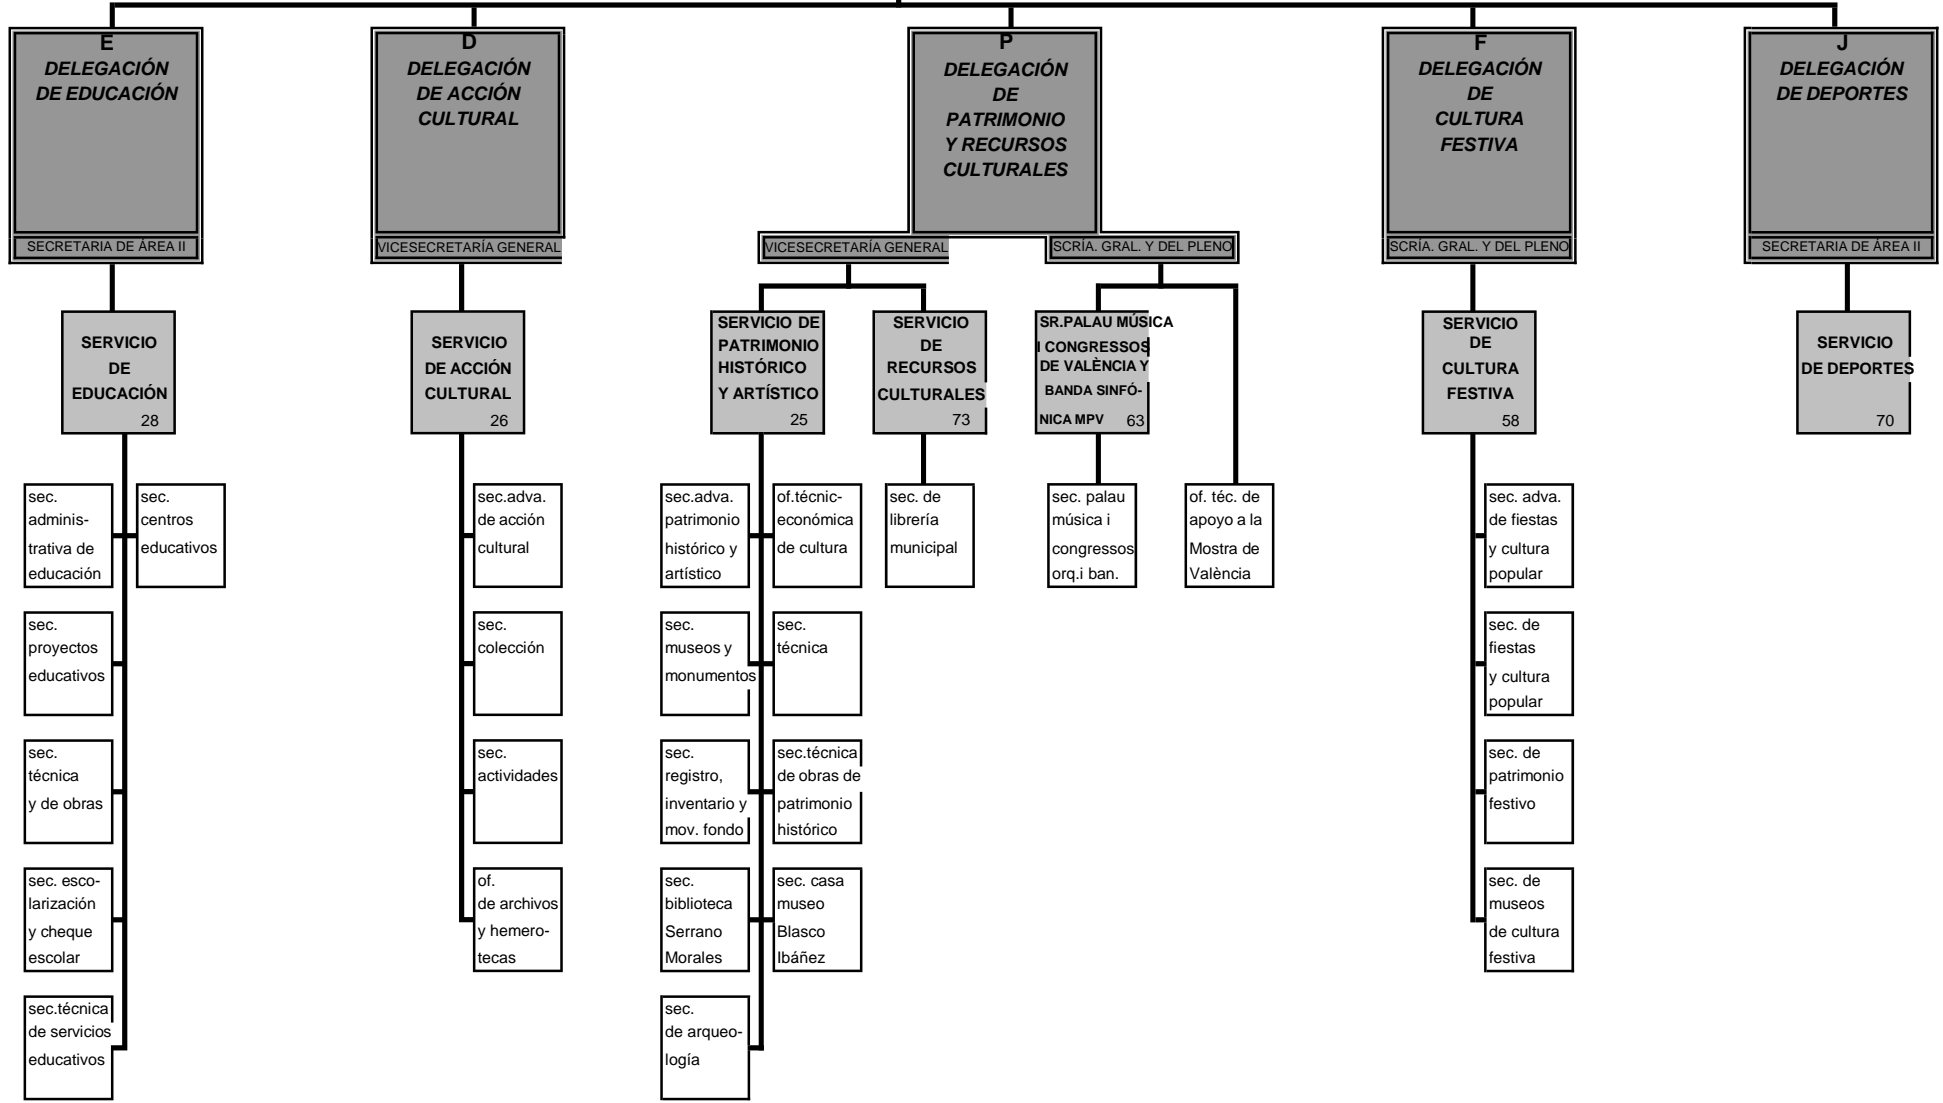 E
DELEGACIÓN
DE EDUCACIÓN
SECRETARIA DE ÁREA II
D
DELEGACIÓN
DE ACCIÓN
CULTURAL
VICESECRETARÍA GENERAL
P
DELEGACIÓN
DE
PATRIMONIO
Y RECURSOS
CULTURALES
VICESECRETARÍA GENERAL
SCRÍA. GRAL. Y DEL PLENO
F
DELEGACIÓN
DE
CULTURA
FESTIVA
SCRÍA. GRAL. Y DEL PLENO
J
DELEGACIÓN
DE DEPORTES
SECRETARIA DE ÁREA II
SERVICIO
DE
EDUCACIÓN
28
SERVICIO
DE ACCIÓN
CULTURAL
26
SERVICIO DE
PATRIMONIO
HISTÓRICO
Y ARTÍSTICO
25
SERVICIO
DE
RECURSOS
CULTURALES
73
SR.PALAU MÚSICA
I CONGRESSOS
DE VALÈNCIA Y
BANDA SINFÓ-
NICA MPV 63
SERVICIO
DE
CULTURA
FESTIVA
58
SERVICIO
DE DEPORTES
70
sec.
adminis-
trativa de
educación
sec.
centros
educativos
sec.
proyectos
educativos
sec.
técnica
y de obras
sec. esco-
larización
y cheque
escolar
sec.técnica
de servicios
educativos
sec.adva.
de acción
cultural
sec.
colección
sec.
actividades
of.
de archivos
y hemero-
tecas
sec.adva.
patrimonio
histórico y
artístico
of.técnic-
económica
de cultura
sec.
museos y
monumentos
sec.
técnica
sec.
registro,
inventario y
mov. fondo
sec.técnica
de obras de
patrimonio
histórico
sec.
biblioteca
Serrano
Morales
sec. casa
museo
Blasco
Ibáñez
sec.
de arqueo-
logía
sec. de
librería
municipal
sec. palau
música i
congressos
orq.i ban.
of. téc. de
apoyo a la
Mostra de
València
sec. adva.
de fiestas
y cultura
popular
sec. de
fiestas
y cultura
popular
sec. de
patrimonio
festivo
sec. de
museos
de cultura
festiva